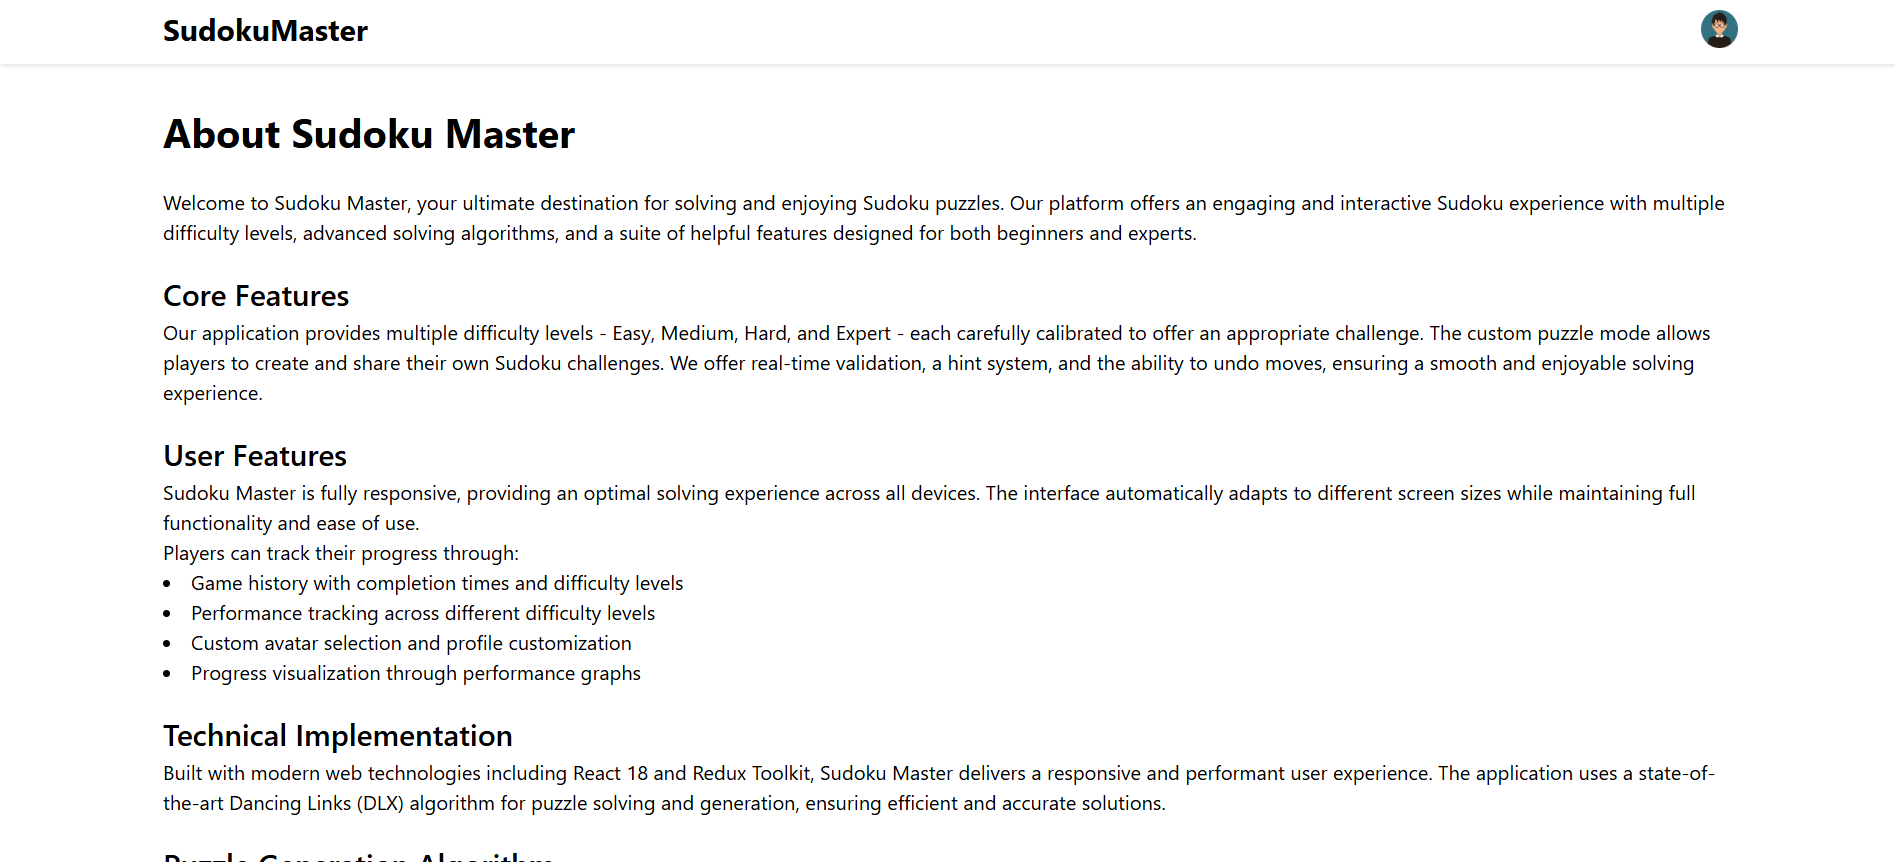 SudokuMaster
About Sudoku Master
Welcome to Sudoku Master, your ultimate destination for solving and enjoying Sudoku puzzles. Our platform offers an engaging and interactive Sudoku experience with multiple
difficulty levels, advanced solving algorithms, and a suite of helpful features designed for both beginners and experts.
Core Features
Our application provides multiple difficulty levels - Easy, Medium, Hard, and Expert - each carefully calibrated to offer an appropriate challenge. The custom puzzle mode allows
players to create and share their own Sudoku challenges. We offer real-time validation, a hint system, and the ability to undo moves, ensuring a smooth and enjoyable solving
experience.
User Features
Sudoku Master is fully responsive, providing an optimal solving experience across all devices. The interface automatically adapts to different screen sizes while maintaining full
functionality and ease of use.
Players can track their progress through:
• Game history with completion times and difficulty levels
• Performance tracking across different difficulty levels
• Custom avatar selection and profile customization
• Progress visualization through performance graphs
Technical Implementation
Built with modern web technologies including React 18 and Redux Toolkit, Sudoku Master delivers a responsive and performant user experience. The application uses a state-of-
the-art Dancing Links (DLX) algorithm for puzzle solving and generation, ensuring efficient and accurate solutions.
Puzzle Generation Algorithm